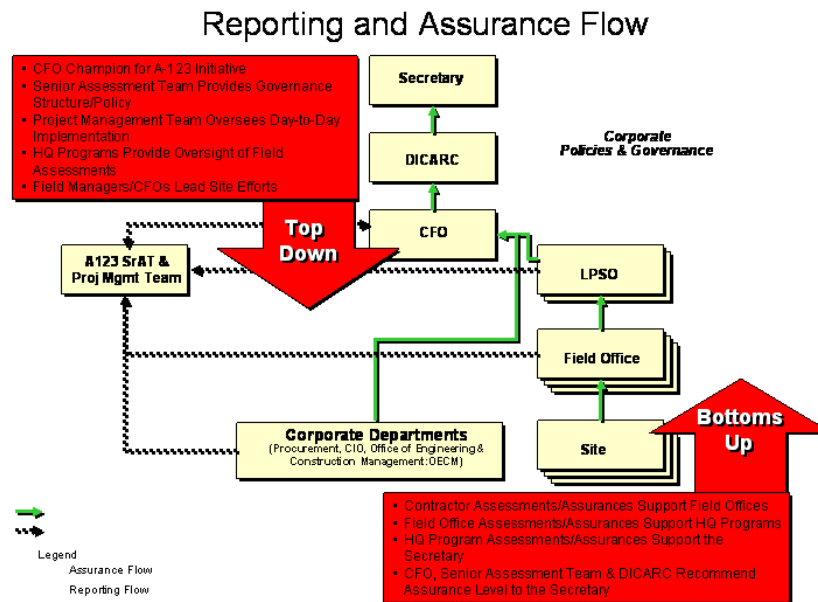 Reporting and Assurance Flow
• CFO Champion for A-123 Initiative
• Senior Assessment Team Provides Governance
Structure/Policy
• Project Management Team Oversees Day-to-Day
Implementation
• HQ Programs Provide Oversight of Field
Assessments
• Field Managers/CFOs Lead Site Efforts
Secretary
DICARC
Corporate
Policies & Governance
CFO
Top
Down
A123 SrAT &
Proj Mgmt Team
LPSO
Field Office
Corporate Departments
(Procurement, CIO, Office of Engineering &
Construction Management:OECM)
Site
Bottoms
Up
• Contractor Assessments/Assurances Support Field Offices
• Field Office Assessments/Assurances Support HQ Programs
• HQ Program Assessments/Assurances Support the
Secretary
• CFO, Senior Assessment Team & DICARC Recommend
Assurance Level to the Secretary
Legend
Assurance Flow
Reporting Flow